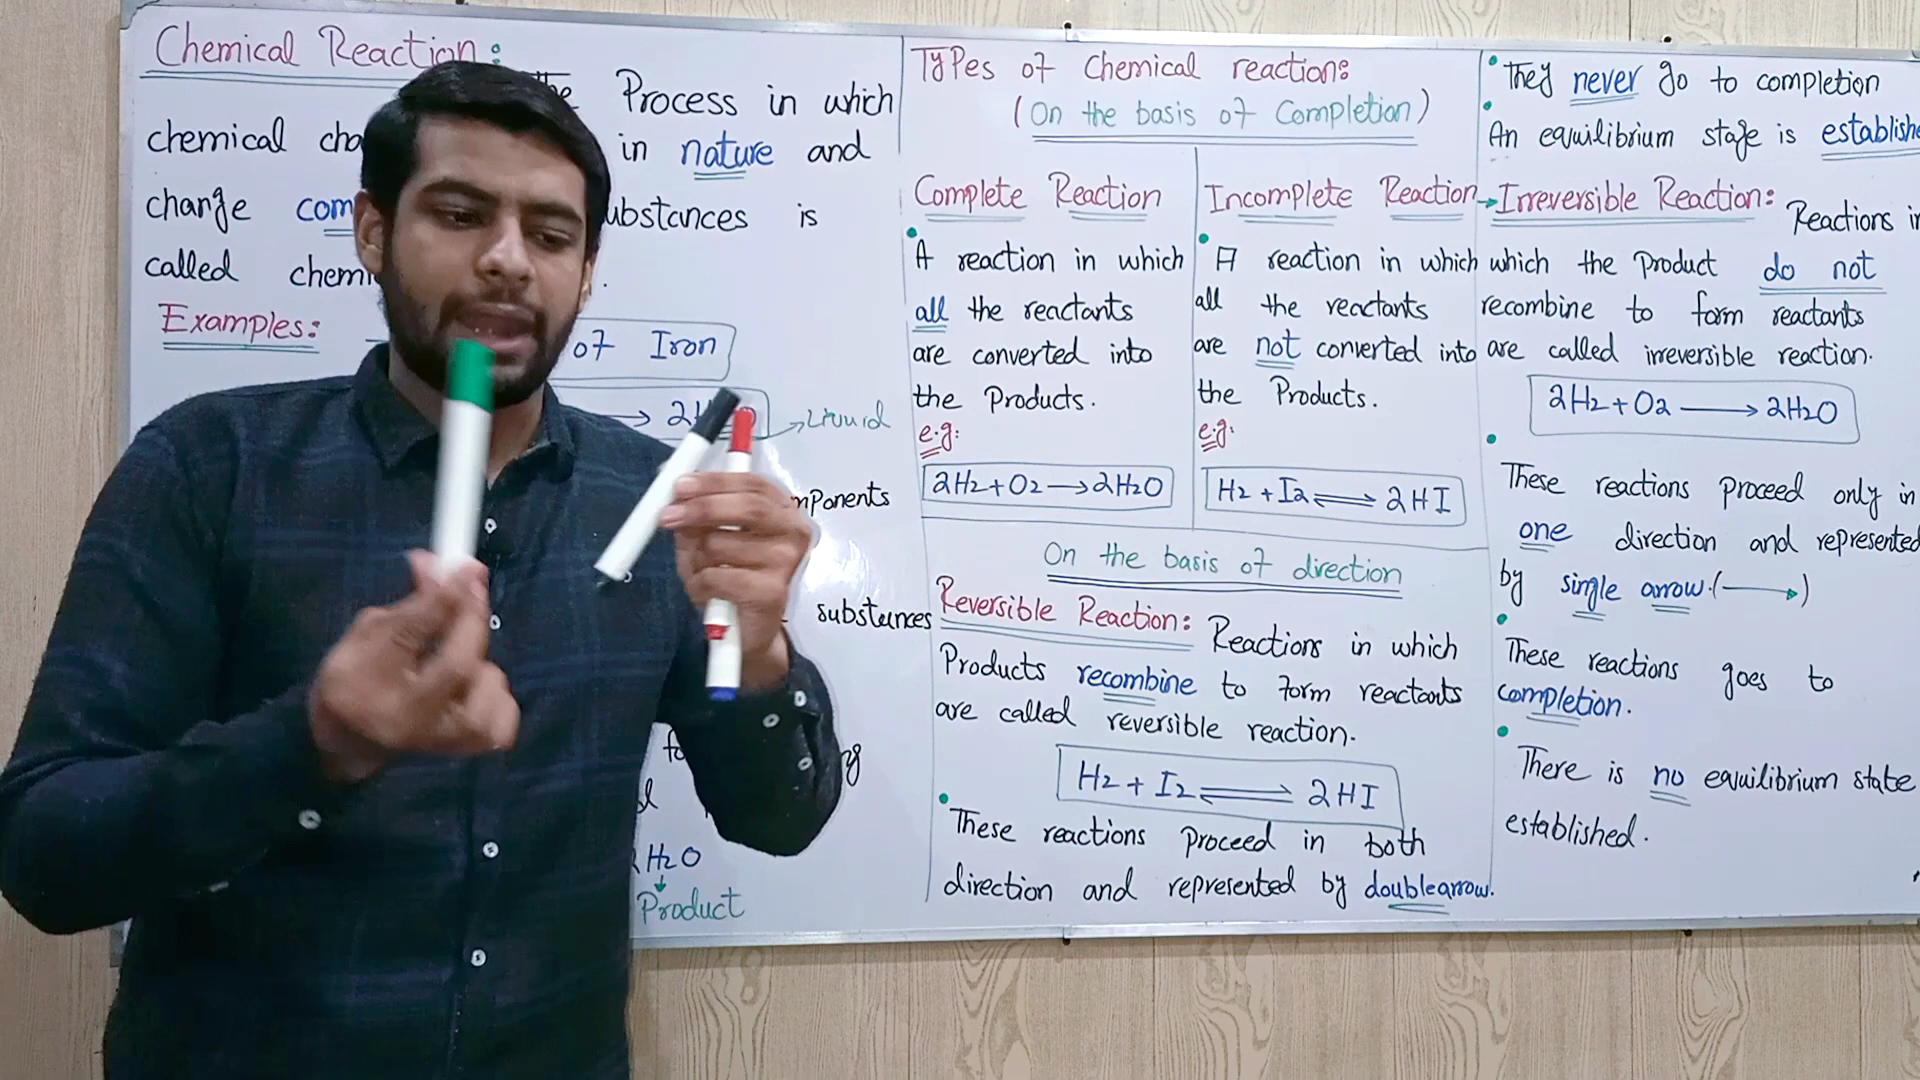 Chemical Reaction:
Process in which
chemical in nature and
change is
called
Examples:
of Iron
→ Liquid
H2O
Product
Types of Chemical reaction:
(On the basis of Completion)
Complete Reaction
A reaction in which
all the reactants
are converted into
the Products.
e.g:
2H2+O2→2H2O
Incomplete Reaction
A reaction in which
all the reactants
are not converted into
the Products.
e.g:
H2+I2⇌2HI
On the basis of direction
Reversible Reaction: Reactions in which
Products recombine to form reactants
are called reversible reaction.
H2+I2⇌2HI
These reactions proceed in both
direction and represented by doublearrow.
They never go to completion
An equilibrium stage is
→Irreversible Reaction: Reactions
which the Product do not
recombine to form reactants
are called irreversible reaction.
2H2+O2→2H2O
These reactions proceed only in
one direction and represented
by single arrow.(→)
These reactions goes to
completion.
There is no equilibrium state
established.